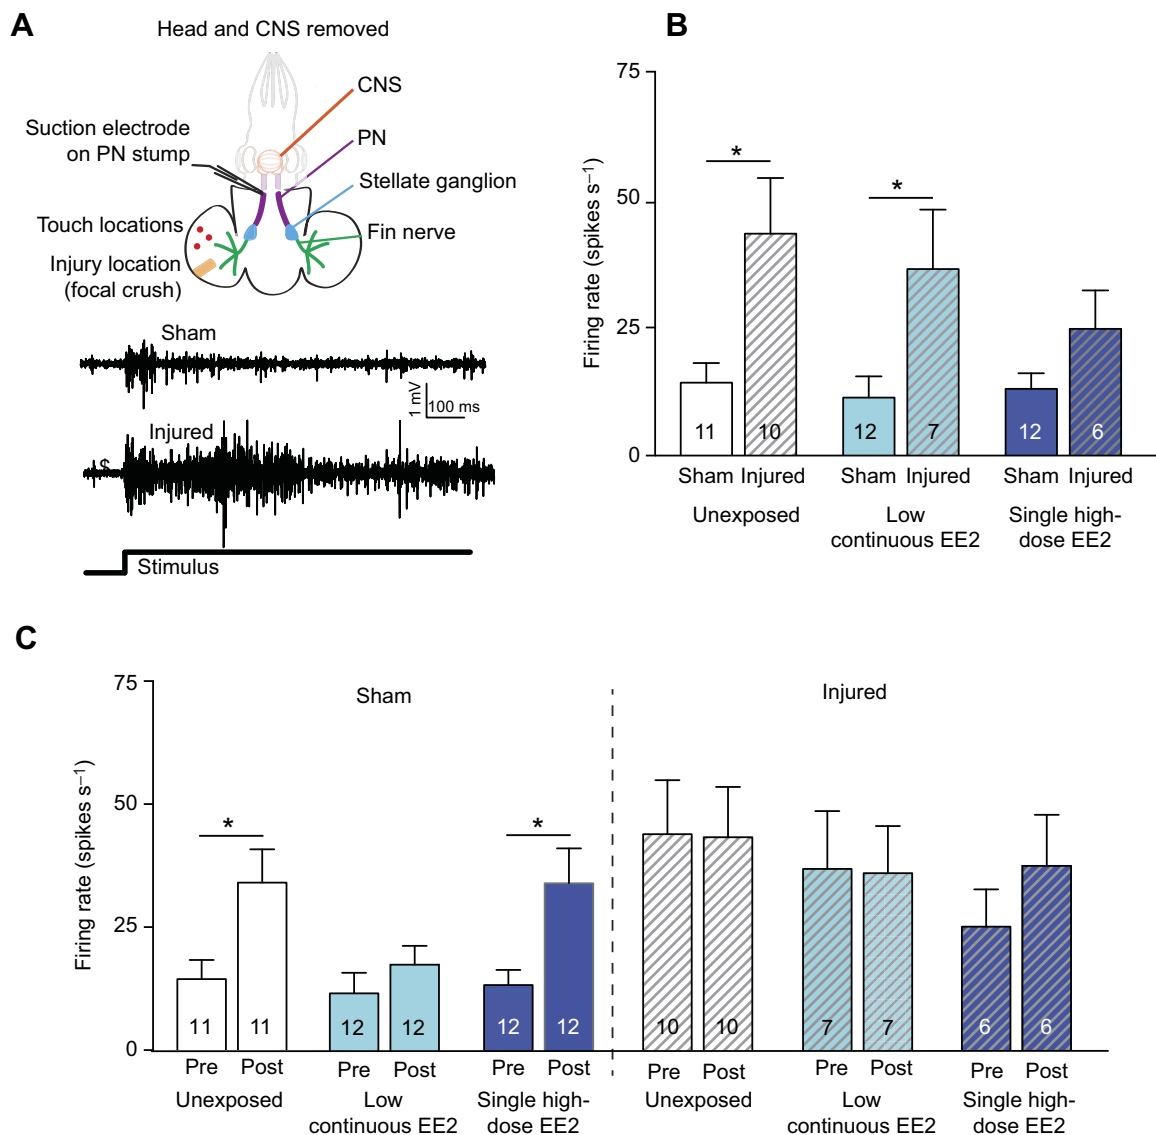 A
Head and CNS removed
CNS
PN
Suction electrode
on PN stump
Stellate ganglion
Touch locations
Fin nerve
Injury location
(focal crush)
Sham
1 mV
100 ms
Injured
$
Stimulus
B
Firing rate (spikes s−1)
75
50
25
0
*
*
11
10
12
7
12
6
Sham Injured
Sham Injured
Sham Injured
Unexposed
Low
continuous EE2
Single high-
dose EE2
C
Firing rate (spikes s−1)
75
50
25
0
Sham
Injured
*
*
11
11
12
12
12
12
10
10
7
7
6
6
Pre
Post
Pre
Post
Pre
Post
Pre
Post
Pre
Post
Pre
Post
Unexposed
Low
continuous EE2
Single high-
dose EE2
Unexposed
Low
continuous EE2
Single high-
dose EE2